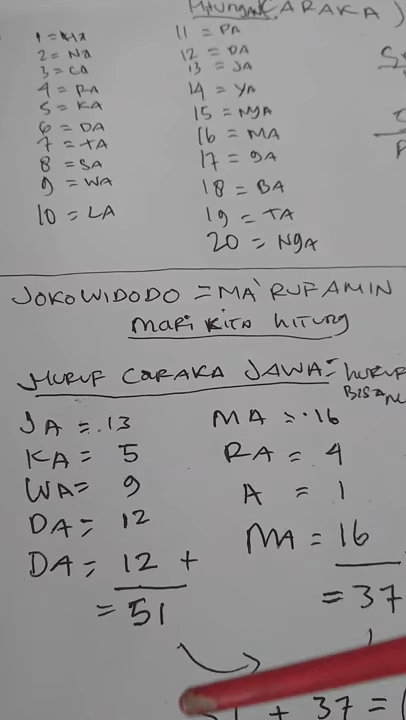 HITUNGAN CARAKA J
1 = HA
2 = NA
3 = CA
4 = RA
5 = KA
6 = DA
7 = TA
8 = SA
9 = WA
10 = LA
11 = PA
12 = DA
13 = JA
14 = YA
15 = NYA
16 = MA
17 = GA
18 = BA
19 = TA
20 = NGA
JOKOWIDODO = MA'RUF AMIN
MARI KITA HITUNG
HURUF CARAKA JAWA = HURUF
JA = 13
KA = 5
WA = 9
DA = 12
DA = 12 +
= 51
MA = 16
RA = 4
A = 1
MA = 16
= 37
+ 37 =